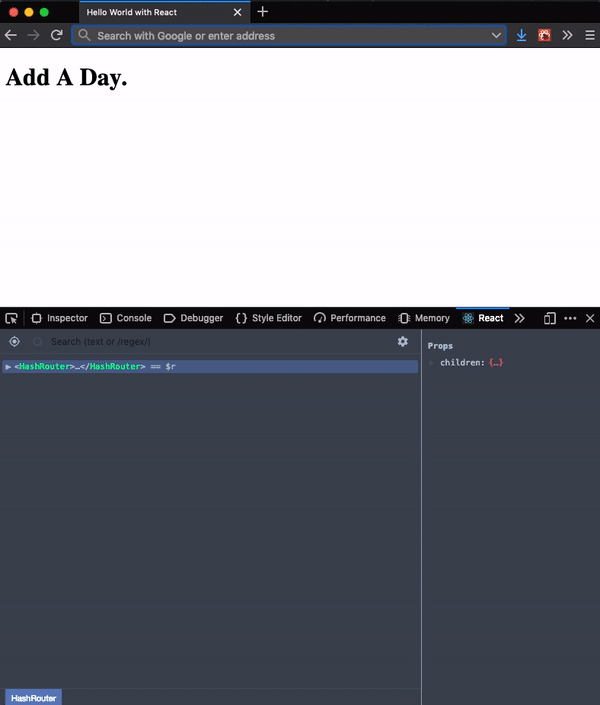 Hello World with React
Search with Google or enter address
Add A Day.
Inspector Console Debugger {} Style Editor Performance Memory React
Search (text or /regex/)
Props
▶ <HashRouter>…</HashRouter> == $r
children: {…}
HashRouter